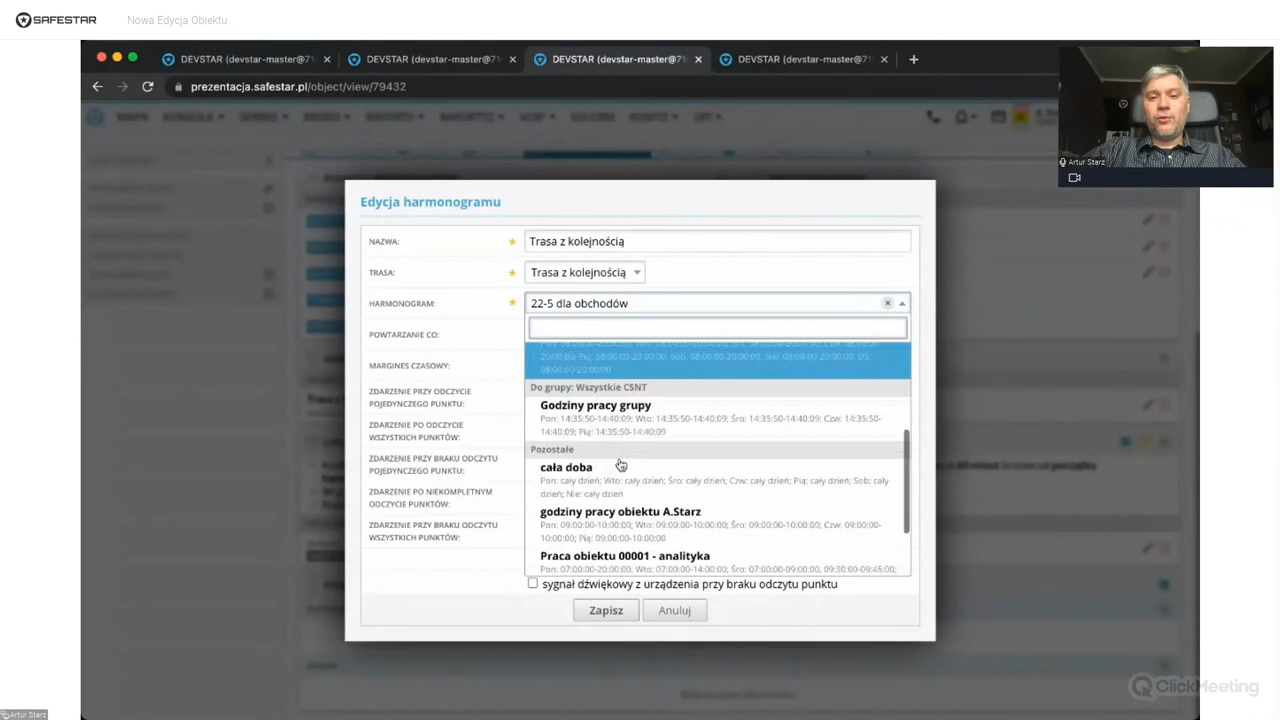 SAFESTAR
Nowa Edycja Obiektu
DEVSTAR (devstar-master@71
DEVSTAR (devstar-master@71
DEVSTAR (devstar-master@71
DEVSTAR (devstar-master@71
prezentacja.safestar.pl/object/view/79432
Artur Starz
Edycja harmonogramu
NAZWA:
Trasa z kolejnością
TRASA:
Trasa z kolejnością
HARMONOGRAM:
22-5 dla obchodów
POWTARZANIE CO:
20:00:00; Pią: 08:00:00-20:00:00; Sob: 08:00:00-20:00:00; Nie: 08:00:00-20:00:00; DS:
MARGINES CZASOWY:
08:00:00-20:00:00
Do grupy: Wszystkie CSNT
ZDARZENIE PRZY ODCZYCIE
POJEDYNCZEGO PUNKTU:
Godziny pracy grupy
Pon: 14:35:50-14:40:09; Wto: 14:35:50-14:40:09; Śro: 14:35:50-14:40:09; Czw: 14:35:50-
14:40:09; Pią: 14:35:50-14:40:09
ZDARZENIE PO ODCZYCIE
WSZYSTKICH PUNKTÓW:
Pozostałe
ZDARZENIE PRZY BRAKU ODCZYTU
POJEDYNCZEGO PUNKTU:
cała doba
Pon: cały dzień; Wto: cały dzień; Śro: cały dzień; Czw: cały dzień; Pią: cały dzień; Sob: cały
dzień; Nie: cały dzień
ZDARZENIE PO NIEKOMPLETNYM
ODCZYCIE PUNKTÓW:
godziny pracy obiektu A.Starz
Pon: 09:00:00-10:00:00; Wto: 09:00:00-10:00:00; Śro: 09:00:00-10:00:00; Czw: 09:00:00-
10:00:00; Pią: 09:00:00-10:00:00
ZDARZENIE PRZY BRAKU ODCZYTU
WSZYSTKICH PUNKTÓW:
Praca obiektu 00001 - analityka
Pon: 07:00:00-20:00:00; Wto: 07:00:00-14:00:00; Śro: 07:00:00-09:00:00, 09:30:00-09:45:00;
sygnał dźwiękowy z urządzenia przy braku odczytu punktu
Zapisz
Anuluj
ClickMeeting
Artur Starz